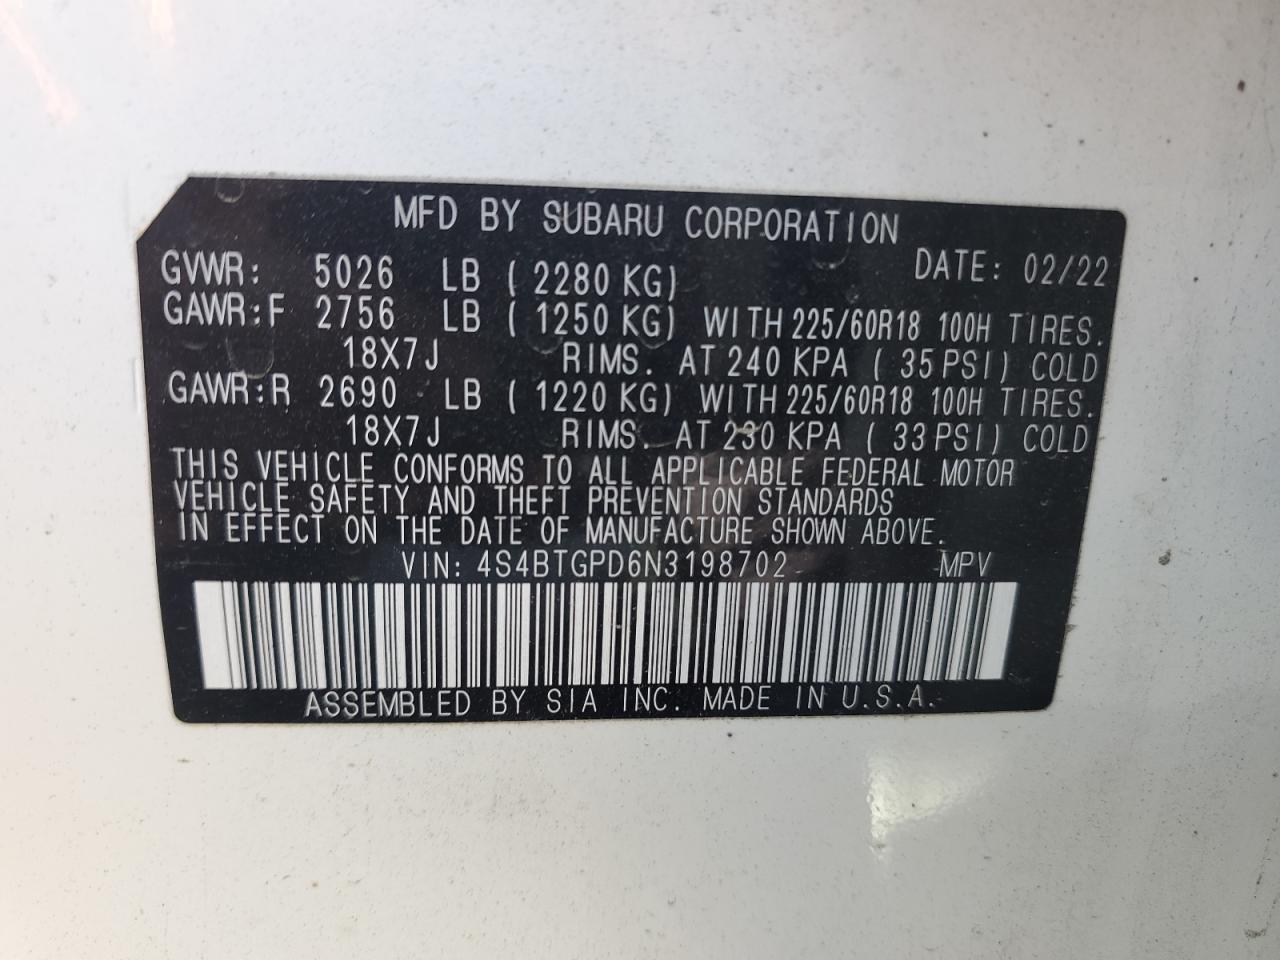 MFD BY SUBARU CORPORATION
GVWR: 5026 LB ( 2280 KG) DATE: 02/22
GAWR:F 2756 LB ( 1250 KG) WITH 225/60R18 100H TIRES.
18X7J RIMS. AT 240 KPA ( 35 PSI) COLD
GAWR:R 2690 LB ( 1220 KG) WITH 225/60R18 100H TIRES.
18X7J RIMS. AT 230 KPA ( 33 PSI) COLD
THIS VEHICLE CONFORMS TO ALL APPLICABLE FEDERAL MOTOR
VEHICLE SAFETY AND THEFT PREVENTION STANDARDS
IN EFFECT ON THE DATE OF MANUFACTURE SHOWN ABOVE.
VIN: 4S4BTGPD6N3198702 MPV
ASSEMBLED BY SIA INC. MADE IN U.S.A.